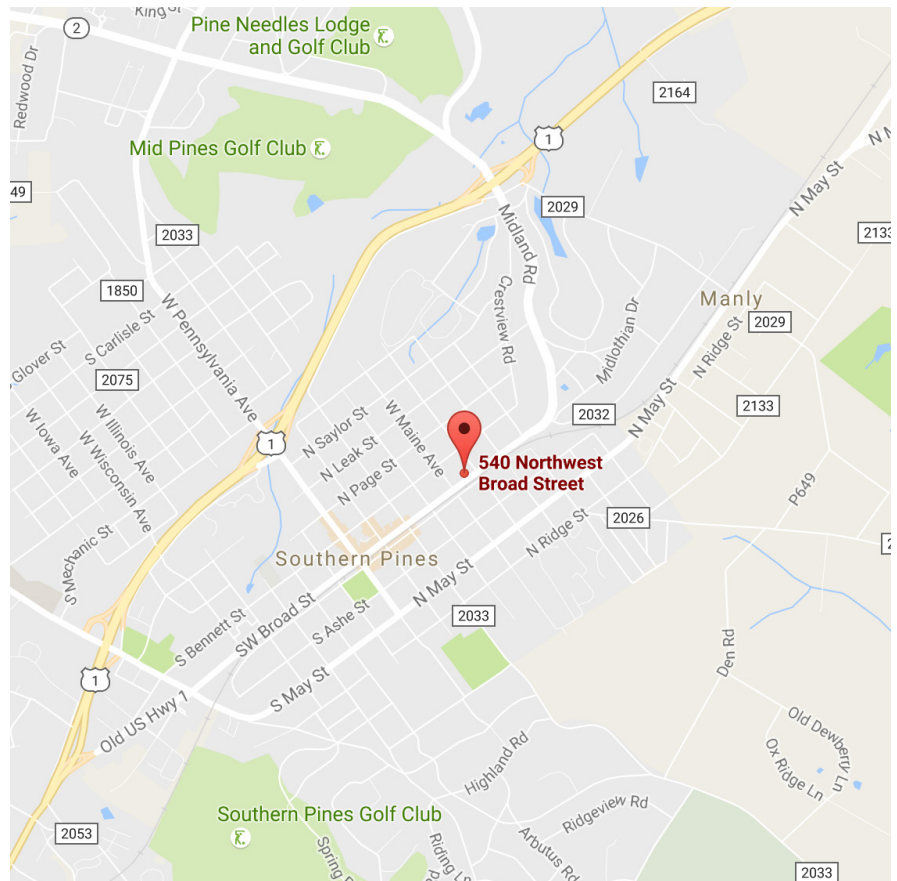 King St
2
Pine Needles Lodge
and Golf Club
Redwood Dr
2164
1
Mid Pines Golf Club
N May St
49
2029
2033
Midland Rd
2133
1850
Manly
Crestview Rd
W Pennsylvania Ave
S Carlisle St
Midlothian Dr
2029
N Ridge St
Glover St
2075
W Iowa Ave
W Illinois Ave
W Wisconsin Ave
N Saylor St
W Maine Ave
2032
N May St
2133
1
N Leak St
N Page St
540 Northwest
Broad Street
P649
2026
N Ridge St
S Mechanic St
Southern Pines
N May St
S Bennett St
SW Broad St
S Ashe St
2033
Den Rd
1
S May St
Old US Hwy 1
Old Dewberry Ln
Ox Ridge Ln
Highland Rd
Southern Pines Golf Club
Ridgeview Rd
2053
Arbutus Rd
Spring
Riding Ln
Rd
2033